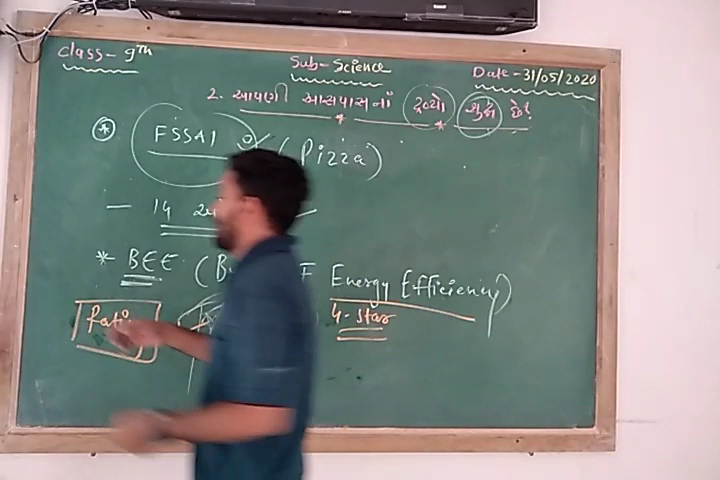 Class - 9th Sub - Science Date - 31/05/2020
2. આપણી આસપાસનાં દ્રવ્યો શુદ્ધ છે?
* FSSAI (Pizza)
— 14
* BEE ( F Energy Efficiency)
4-Star